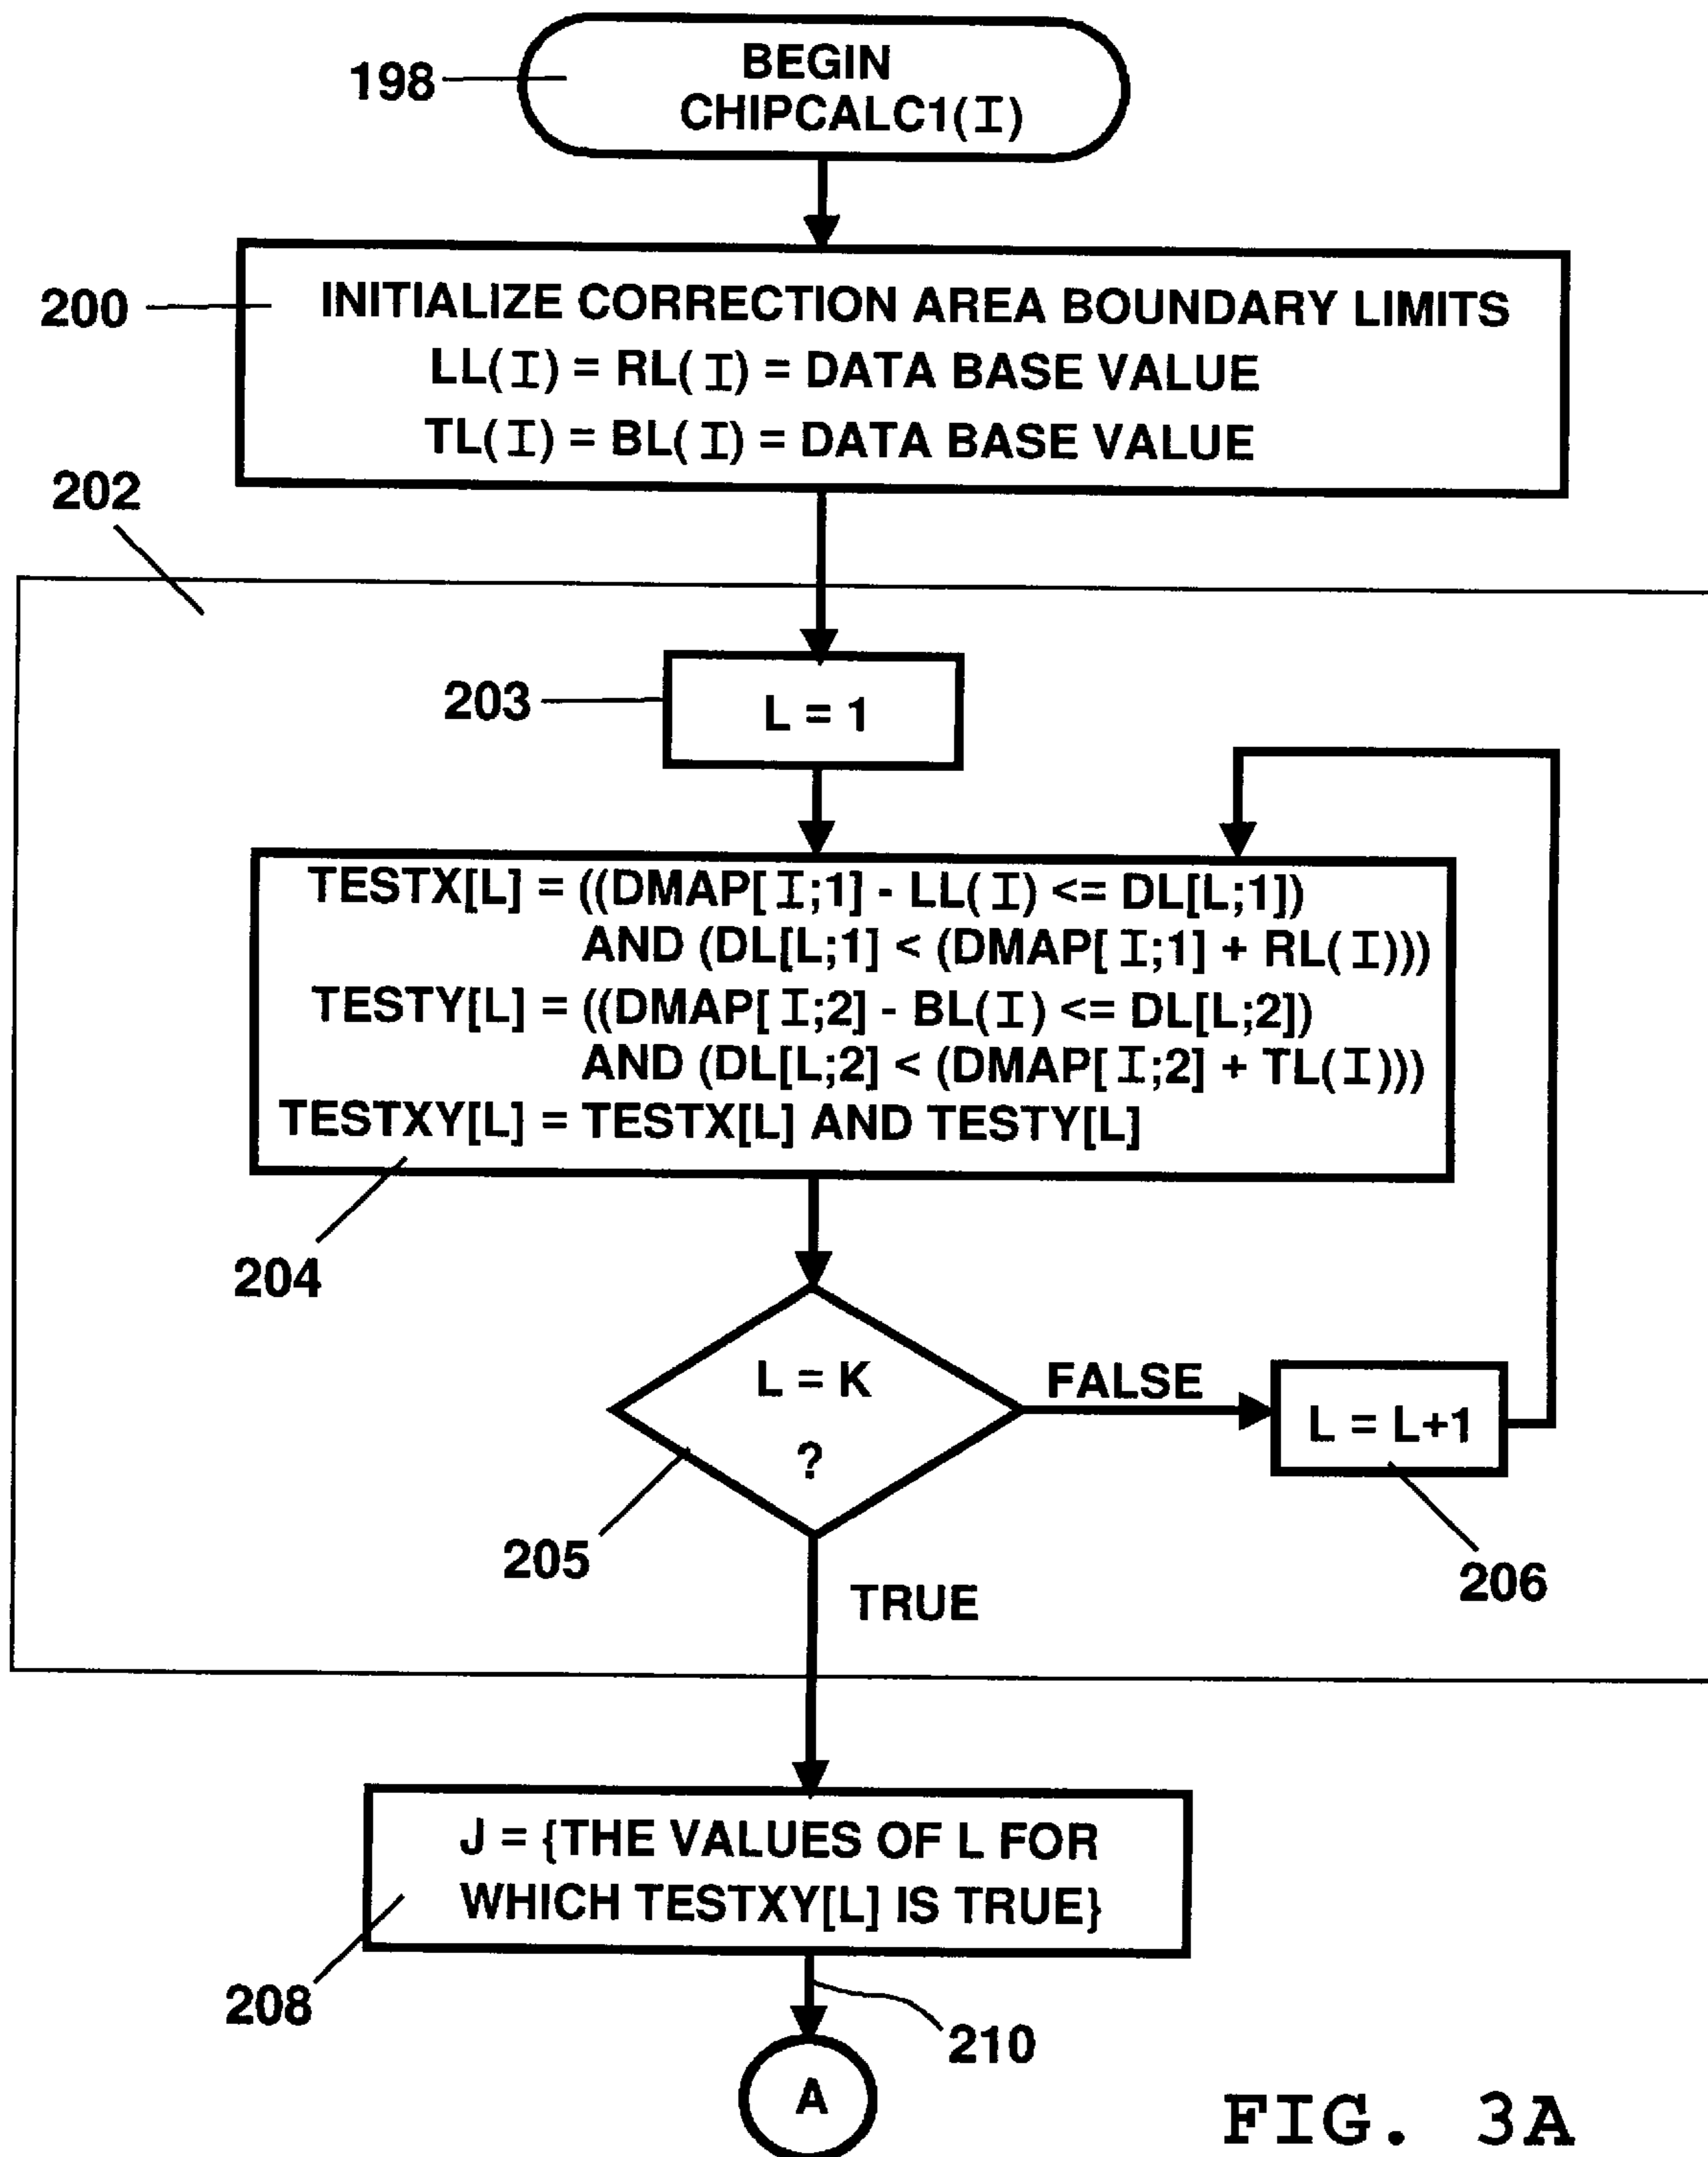 198
BEGIN
CHIPCALC1(I)
200
INITIALIZE CORRECTION AREA BOUNDARY LIMITS
LL(I) = RL(I) = DATA BASE VALUE
TL(I) = BL(I) = DATA BASE VALUE
202
203
L = 1
TESTX[L] = ((DMAP[I;1] - LL(I) <= DL[L;1])
AND (DL[L;1] < (DMAP[I;1] + RL(I)))
TESTY[L] = ((DMAP[I;2] - BL(I) <= DL[L;2])
AND (DL[L;2] < (DMAP[I;2] + TL(I)))
TESTXY[L] = TESTX[L] AND TESTY[L]
204
L = K
?
FALSE
L = L+1
205
206
TRUE
J = {THE VALUES OF L FOR
WHICH TESTXY[L] IS TRUE}
208
210
A
FIG. 3A